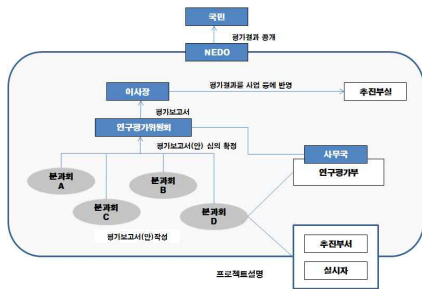 국민
평가결과 공개
NEDO
이사장
평가결과를 사업 등에 반영
추진부실
평가보고서
연구평가위원회
평가보고서(안) 심의 확정
사무국
연구평가부
분과회
A
분과회
B
분과회
C
분과회
D
평가보고서(안)작성
추진부서
실시자
프로젝트설명